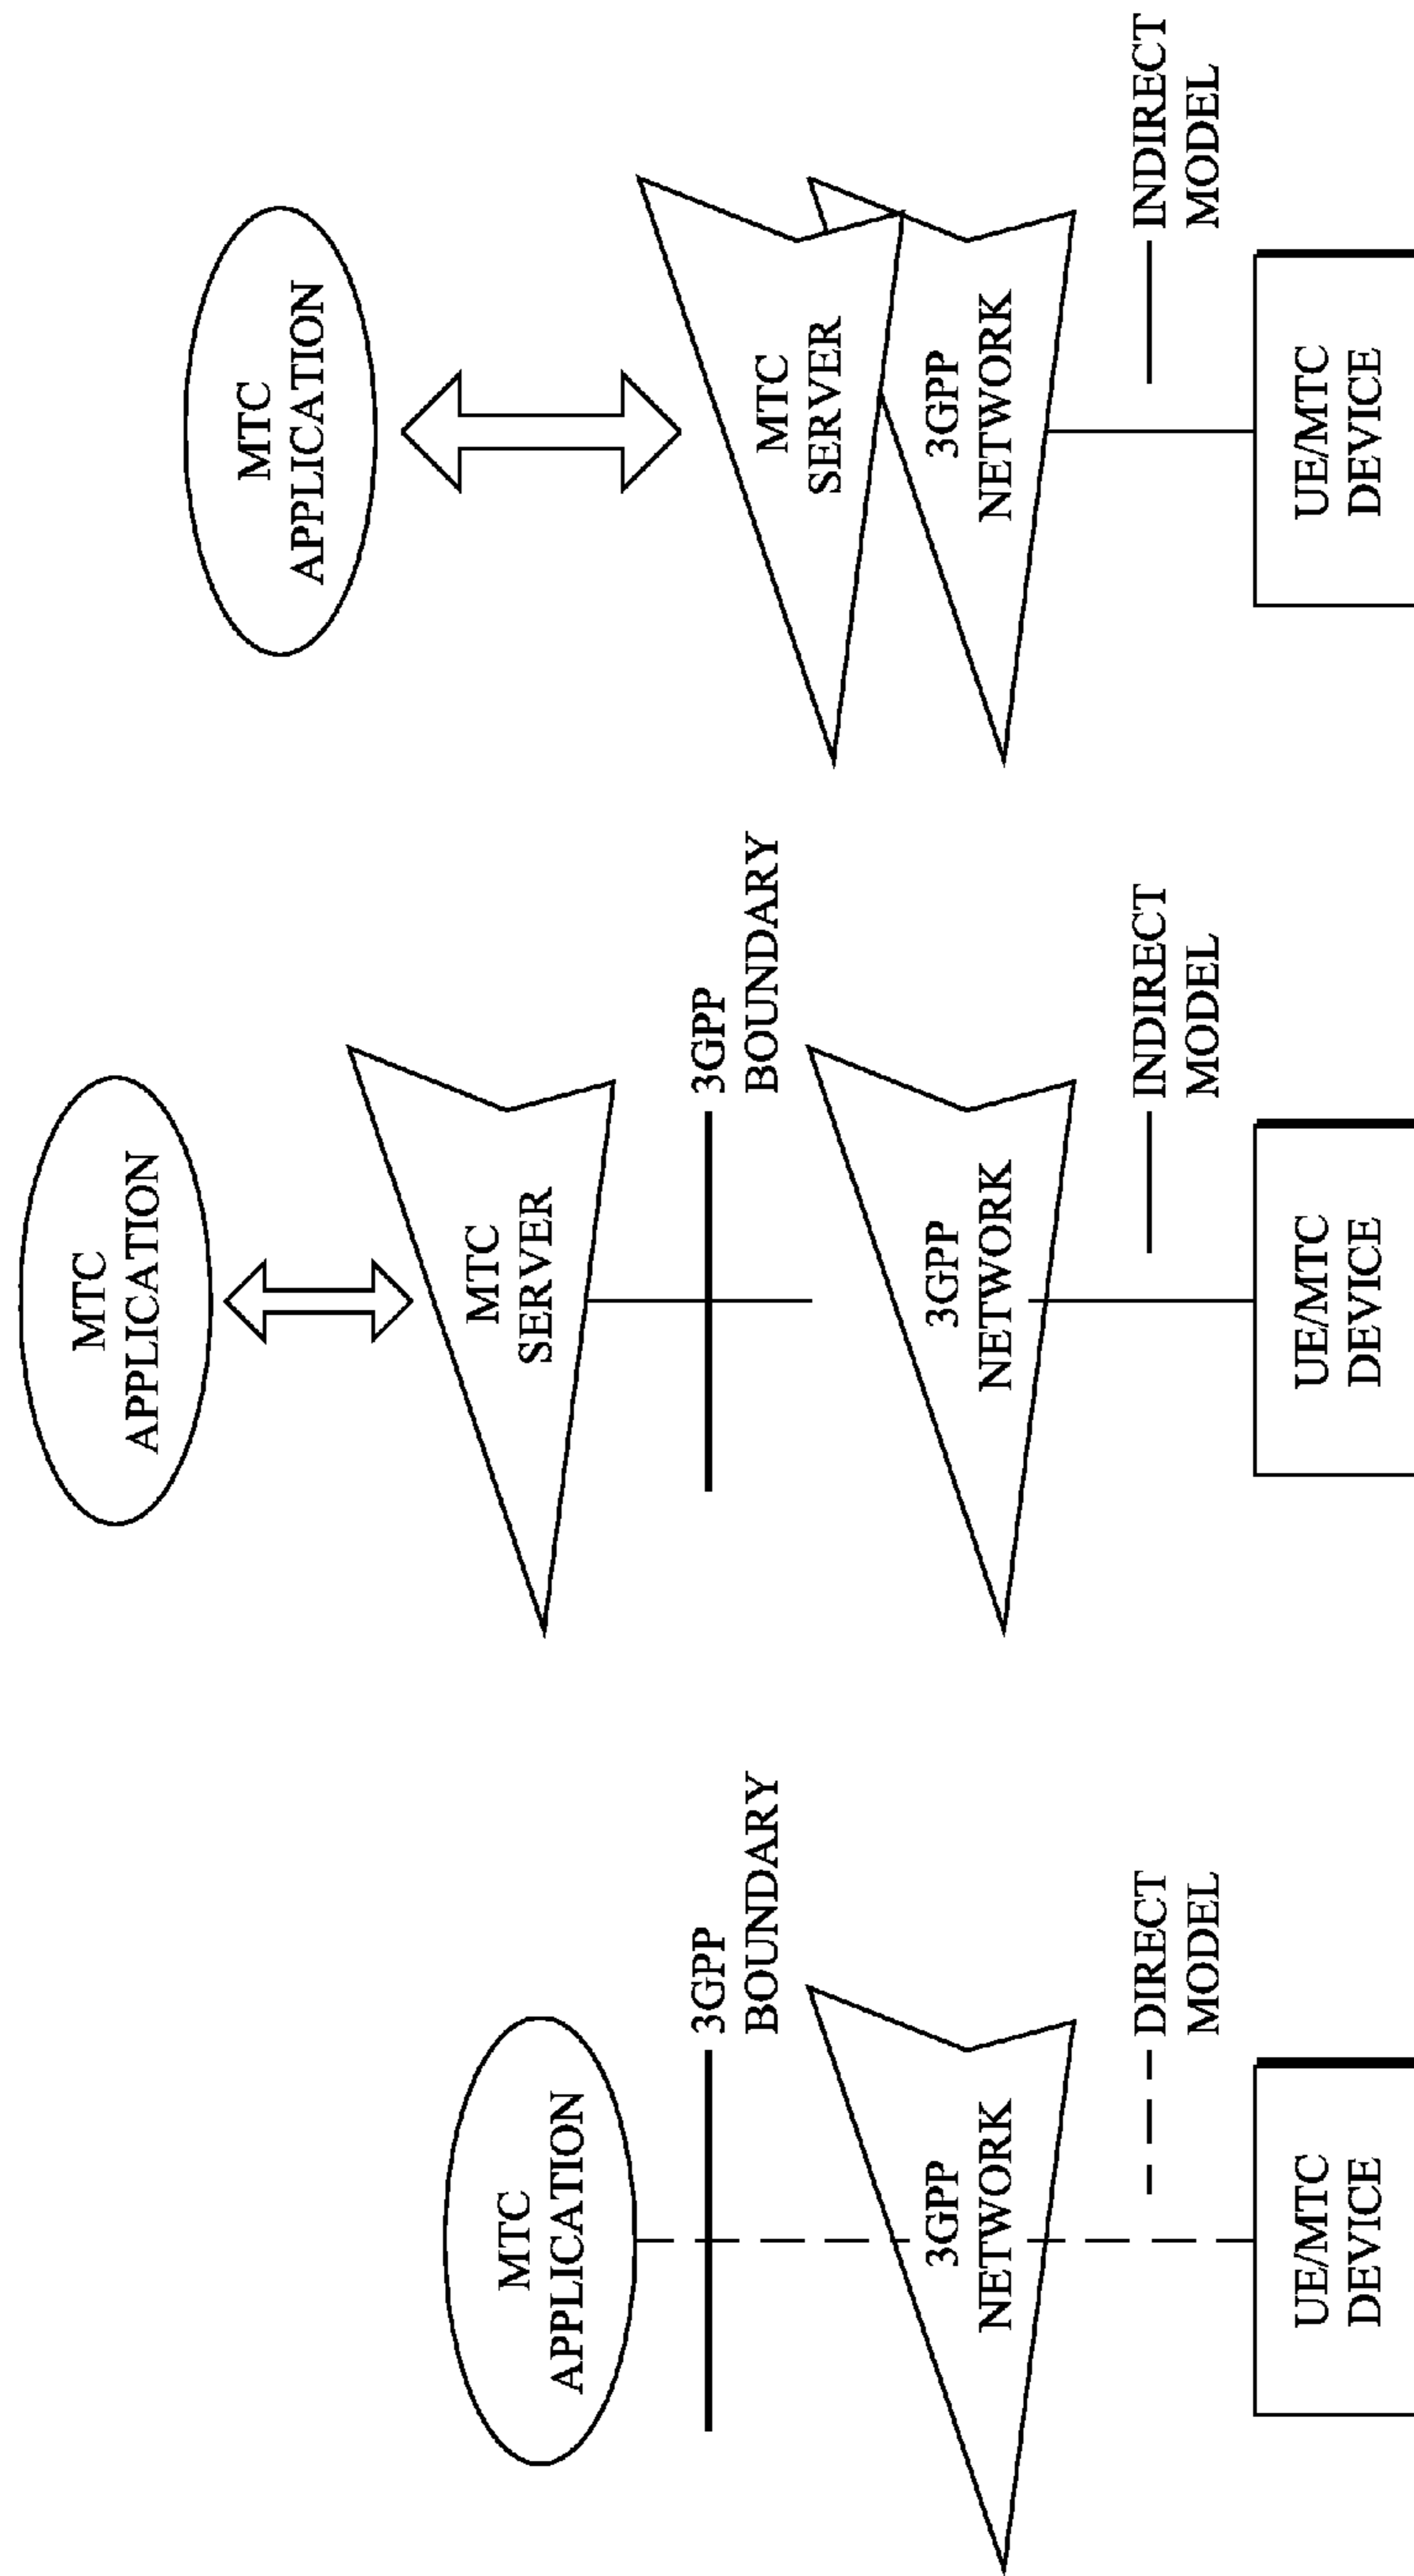 MTC
APPLICATION
3GPP
BOUNDARY
3GPP
NETWORK
DIRECT
MODEL
UE/MTC
DEVICE
MTC
APPLICATION
MTC
SERVER
3GPP
BOUNDARY
3GPP
NETWORK
INDIRECT
MODEL
UE/MTC
DEVICE
MTC
APPLICATION
MTC
SERVER
3GPP
NETWORK
INDIRECT
MODEL
UE/MTC
DEVICE